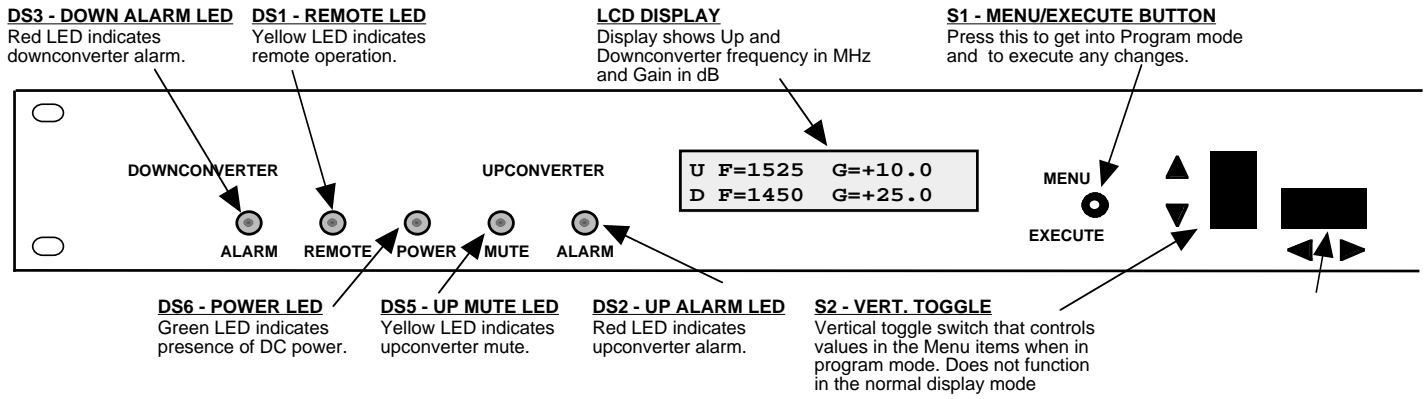 DS3 - DOWN ALARM LED
Red LED indicates
downconverter alarm.
DS1 - REMOTE LED
Yellow LED indicates
remote operation.
LCD DISPLAY
Display shows Up and
Downconverter frequency in MHz
and Gain in dB
S1 - MENU/EXECUTE BUTTON
Press this to get into Program mode
and to execute any changes.
DOWNCONVERTER
UPCONVERTER
U F=1525 G=+10.0
D F=1450 G=+25.0
MENU
EXECUTE
ALARM
REMOTE
POWER
MUTE
ALARM
DS6 - POWER LED
Green LED indicates
presence of DC power.
DS5 - UP MUTE LED
Yellow LED indicates
upconverter mute.
DS2 - UP ALARM LED
Red LED indicates
upconverter alarm.
S2 - VERT. TOGGLE
Vertical toggle switch that controls
values in the Menu items when in
program mode. Does not function
in the normal display mode